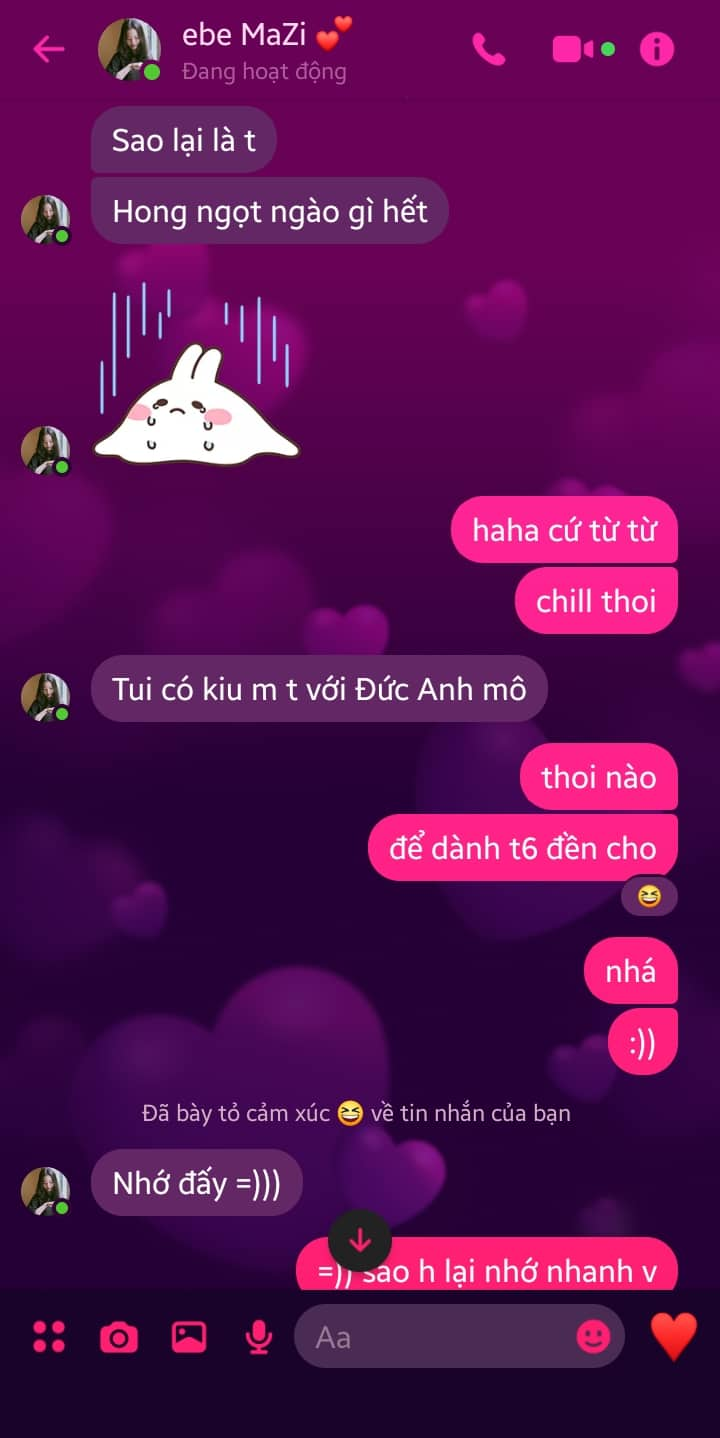 ebe MaZi 💕
Đang hoạt động
Sao lại là t
Hong ngọt ngào gì hết
haha cứ từ từ
chill thoi
Tui có kiu m t với Đức Anh mô
thoi nào
để dành t6 đền cho
😆
nhá
:))
Đã bày tỏ cảm xúc 😆 về tin nhắn của bạn
Nhớ đấy =)))
=)) sao h lại nhớ nhanh v
Aa